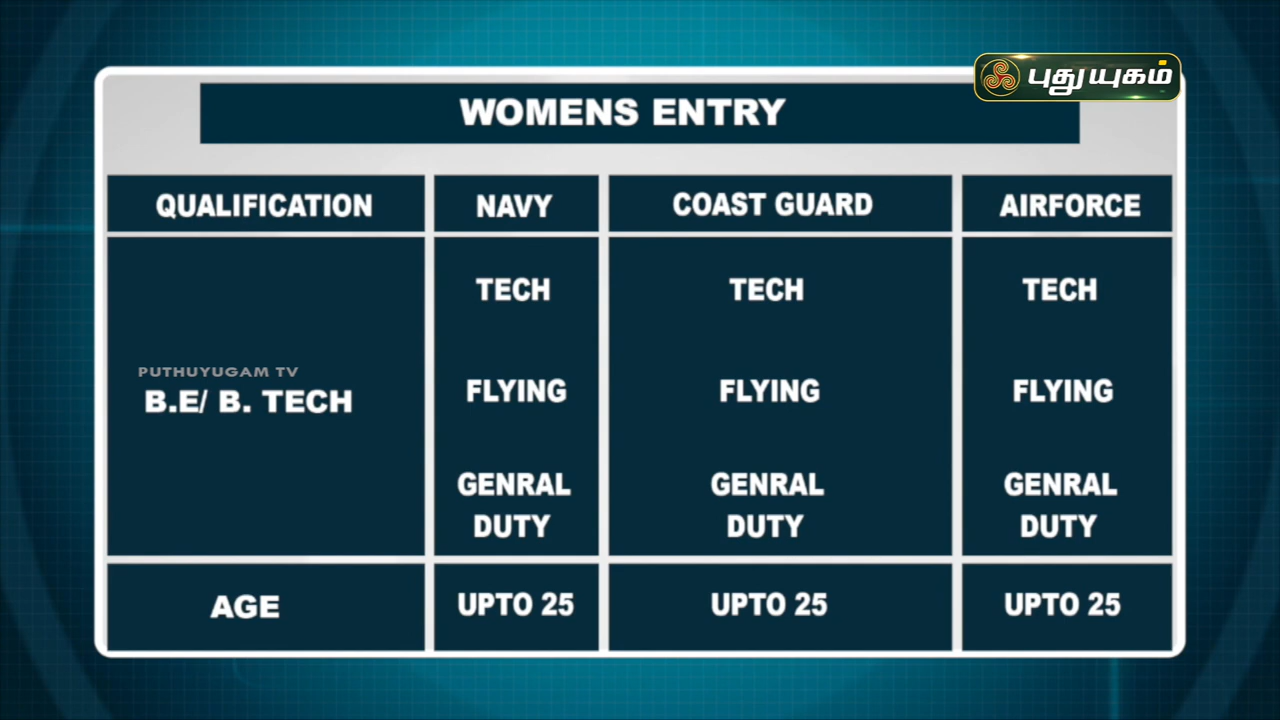 புதுயுகம்
WOMENS ENTRY
QUALIFICATION NAVY COAST GUARD AIRFORCE
TECH TECH TECH
PUTHUYUGAM TV
B.E/ B. TECH FLYING FLYING FLYING
GENRAL GENRAL GENRAL
DUTY DUTY DUTY
AGE UPTO 25 UPTO 25 UPTO 25